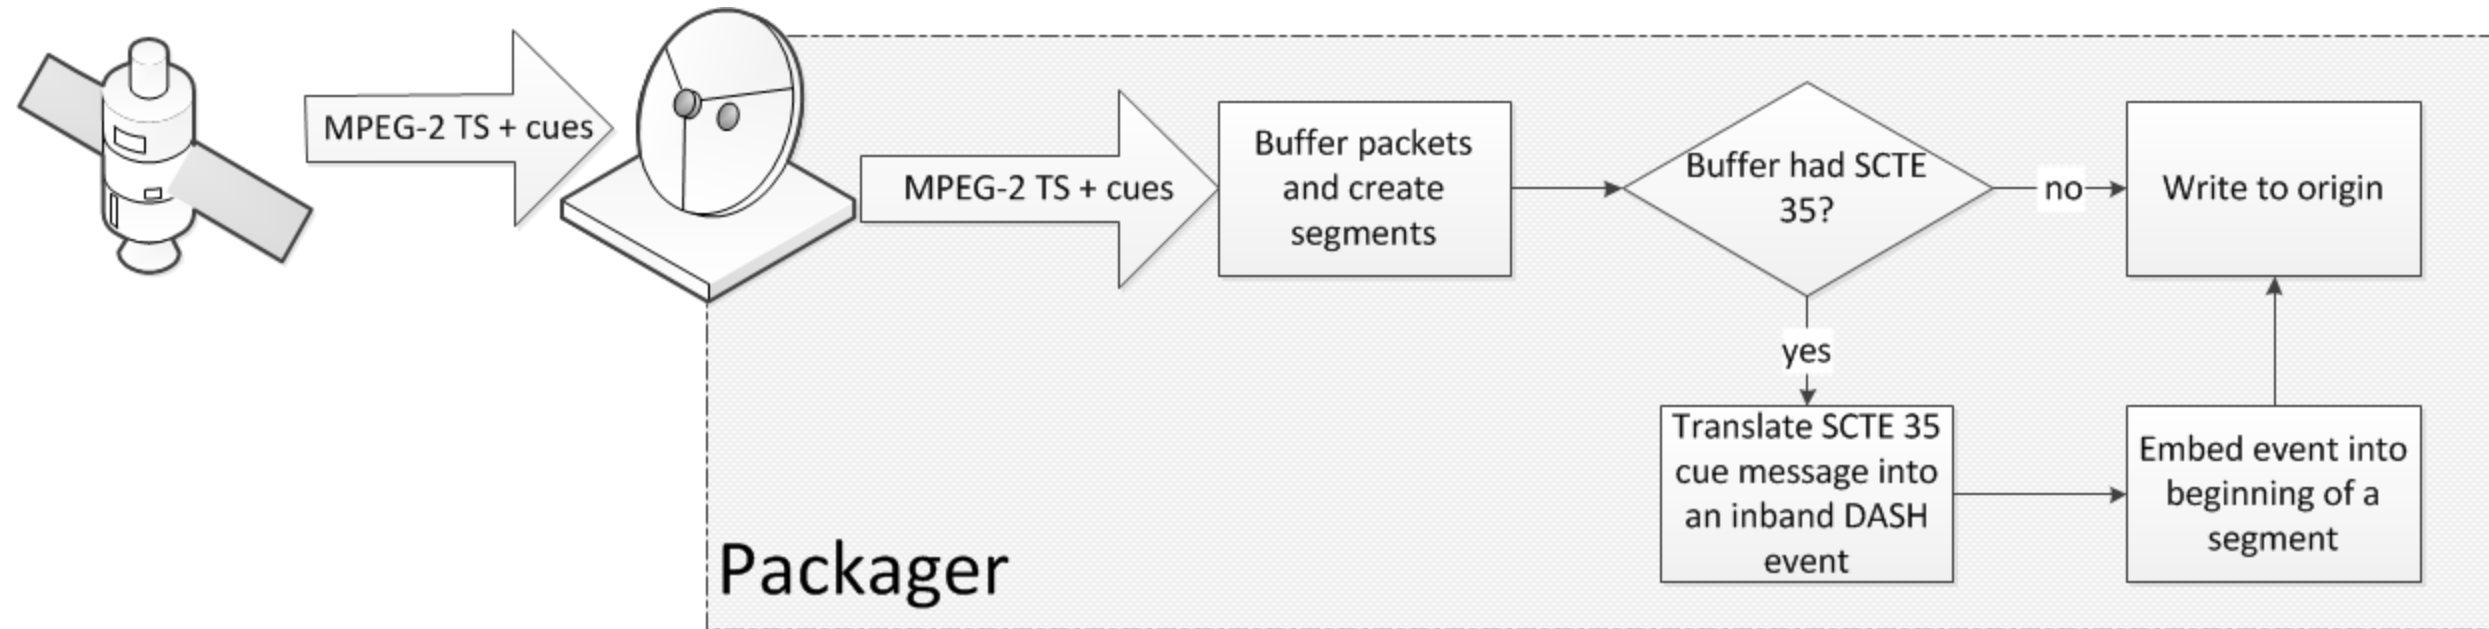 MPEG-2 TS + cues
MPEG-2 TS + cues
Buffer packets
and create
segments
Buffer had SCTE
35?
no
Write to origin
yes
Translate SCTE 35
cue message into
an inband DASH
event
Embed event into
beginning of a
segment
Packager